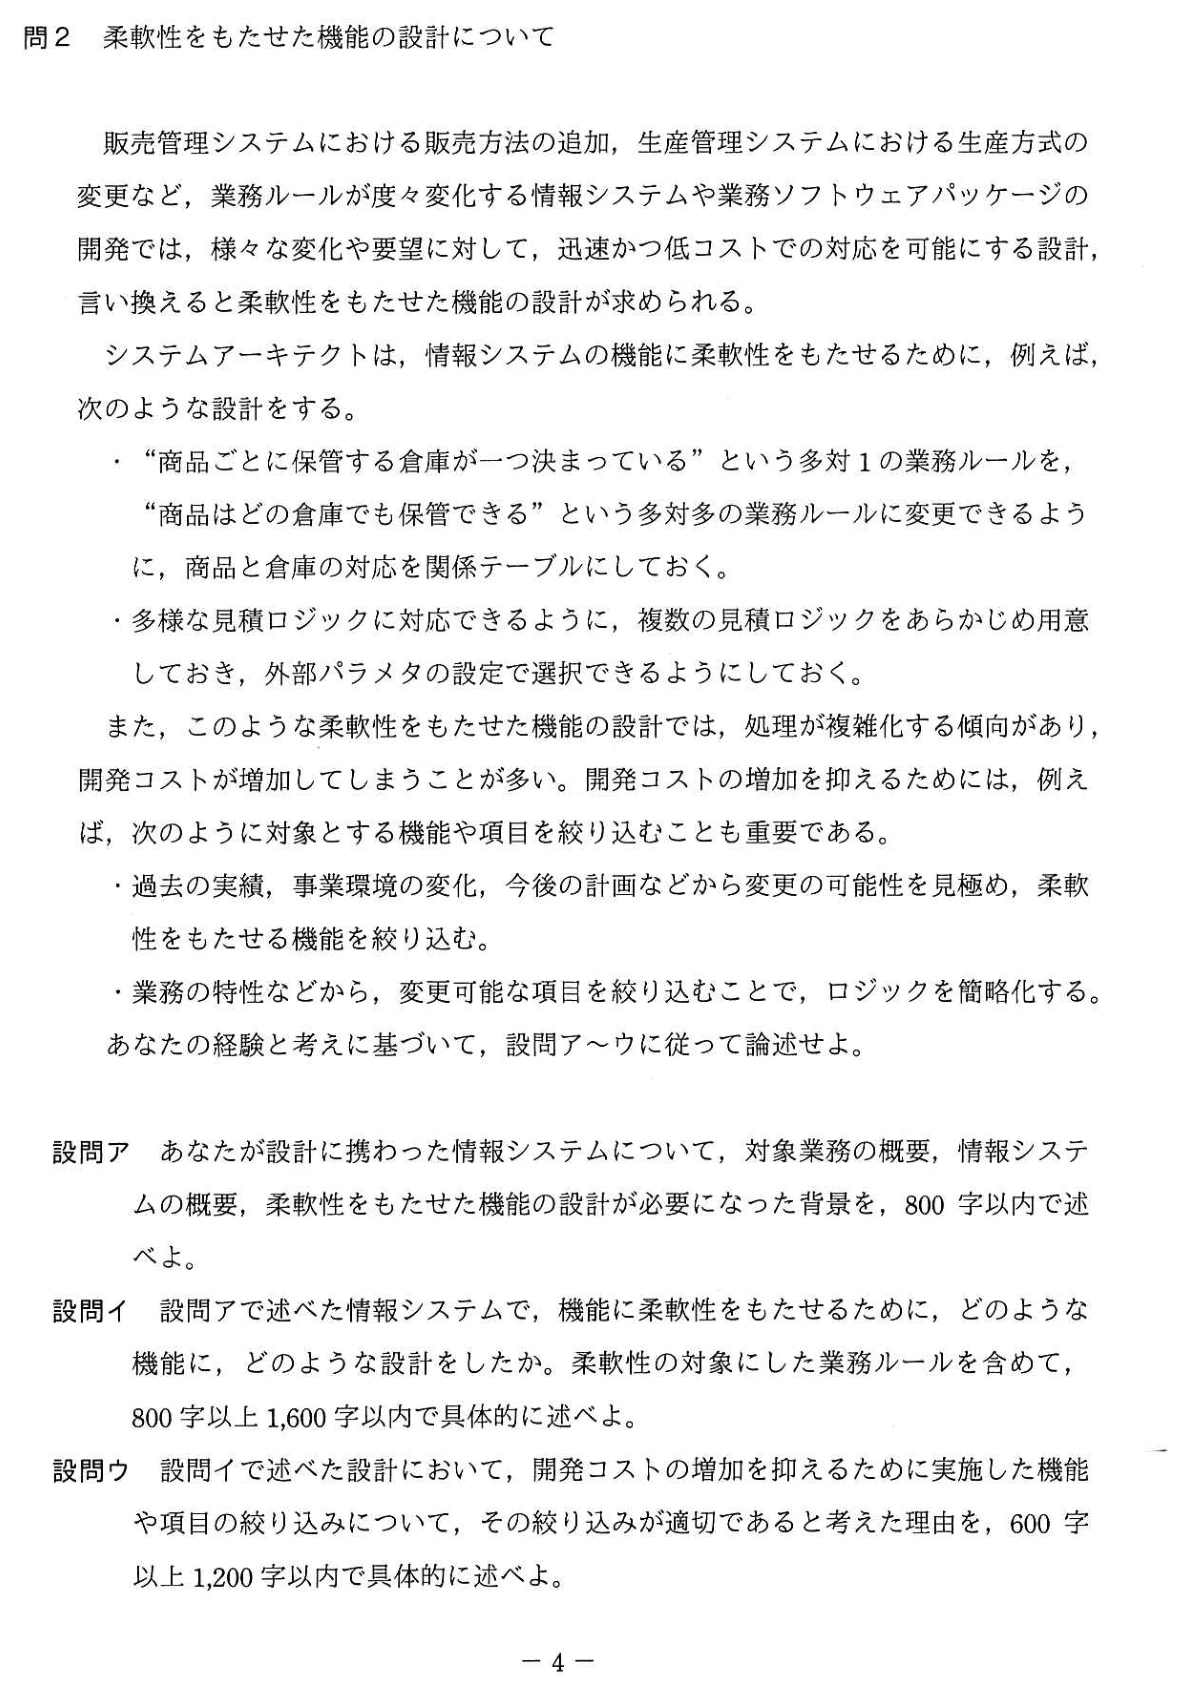 問2　柔軟性をもたせた機能の設計について
販売管理システムにおける販売方法の追加，生産管理システムにおける生産方式の
変更など，業務ルールが度々変化する情報システムや業務ソフトウェアパッケージの
開発では，様々な変化や要望に対して，迅速かつ低コストでの対応を可能にする設計，
言い換えると柔軟性をもたせた機能の設計が求められる。
システムアーキテクトは，情報システムの機能に柔軟性をもたせるために，例えば，
次のような設計をする。
・“商品ごとに保管する倉庫が一つ決まっている”という多対1の業務ルールを，
“商品はどの倉庫でも保管できる”という多対多の業務ルールに変更できるよう
に，商品と倉庫の対応を関係テーブルにしておく。
・多様な見積ロジックに対応できるように，複数の見積ロジックをあらかじめ用意
しておき，外部パラメタの設定で選択できるようにしておく。
また，このような柔軟性をもたせた機能の設計では，処理が複雑化する傾向があり，
開発コストが増加してしまうことが多い。開発コストの増加を抑えるためには，例え
ば，次のように対象とする機能や項目を絞り込むことも重要である。
・過去の実績，事業環境の変化，今後の計画などから変更の可能性を見極め，柔軟
性をもたせる機能を絞り込む。
・業務の特性などから，変更可能な項目を絞り込むことで，ロジックを簡略化する。
あなたの経験と考えに基づいて，設問ア～ウに従って論述せよ。
設問ア　あなたが設計に携わった情報システムについて，対象業務の概要，情報システ
ムの概要，柔軟性をもたせた機能の設計が必要になった背景を，800 字以内で述
べよ。
設問イ　設問アで述べた情報システムで，機能に柔軟性をもたせるために，どのような
機能に，どのような設計をしたか。柔軟性の対象にした業務ルールを含めて，
800 字以上 1,600 字以内で具体的に述べよ。
設問ウ　設問イで述べた設計において，開発コストの増加を抑えるために実施した機能
や項目の絞り込みについて，その絞り込みが適切であると考えた理由を，600 字
以上 1,200 字以内で具体的に述べよ。
― 4 ―